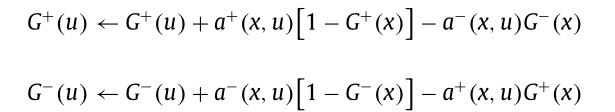 G⁺(u) ← G⁺(u) + a⁺(x, u)[1 − G⁺(x)] − a⁻(x, u)G⁻(x)
G⁻(u) ← G⁻(u) + a⁻(x, u)[1 − G⁻(x)] − a⁺(x, u)G⁺(x)